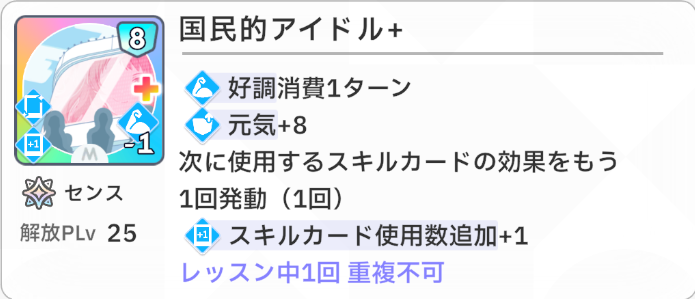 国民的アイドル+
8
好調消費1ターン
元気+8
+1
-1
M
次に使用するスキルカードの効果をもう
1回発動（1回）
センス
解放PLv 25
+1 スキルカード使用数追加+1
レッスン中1回 重複不可